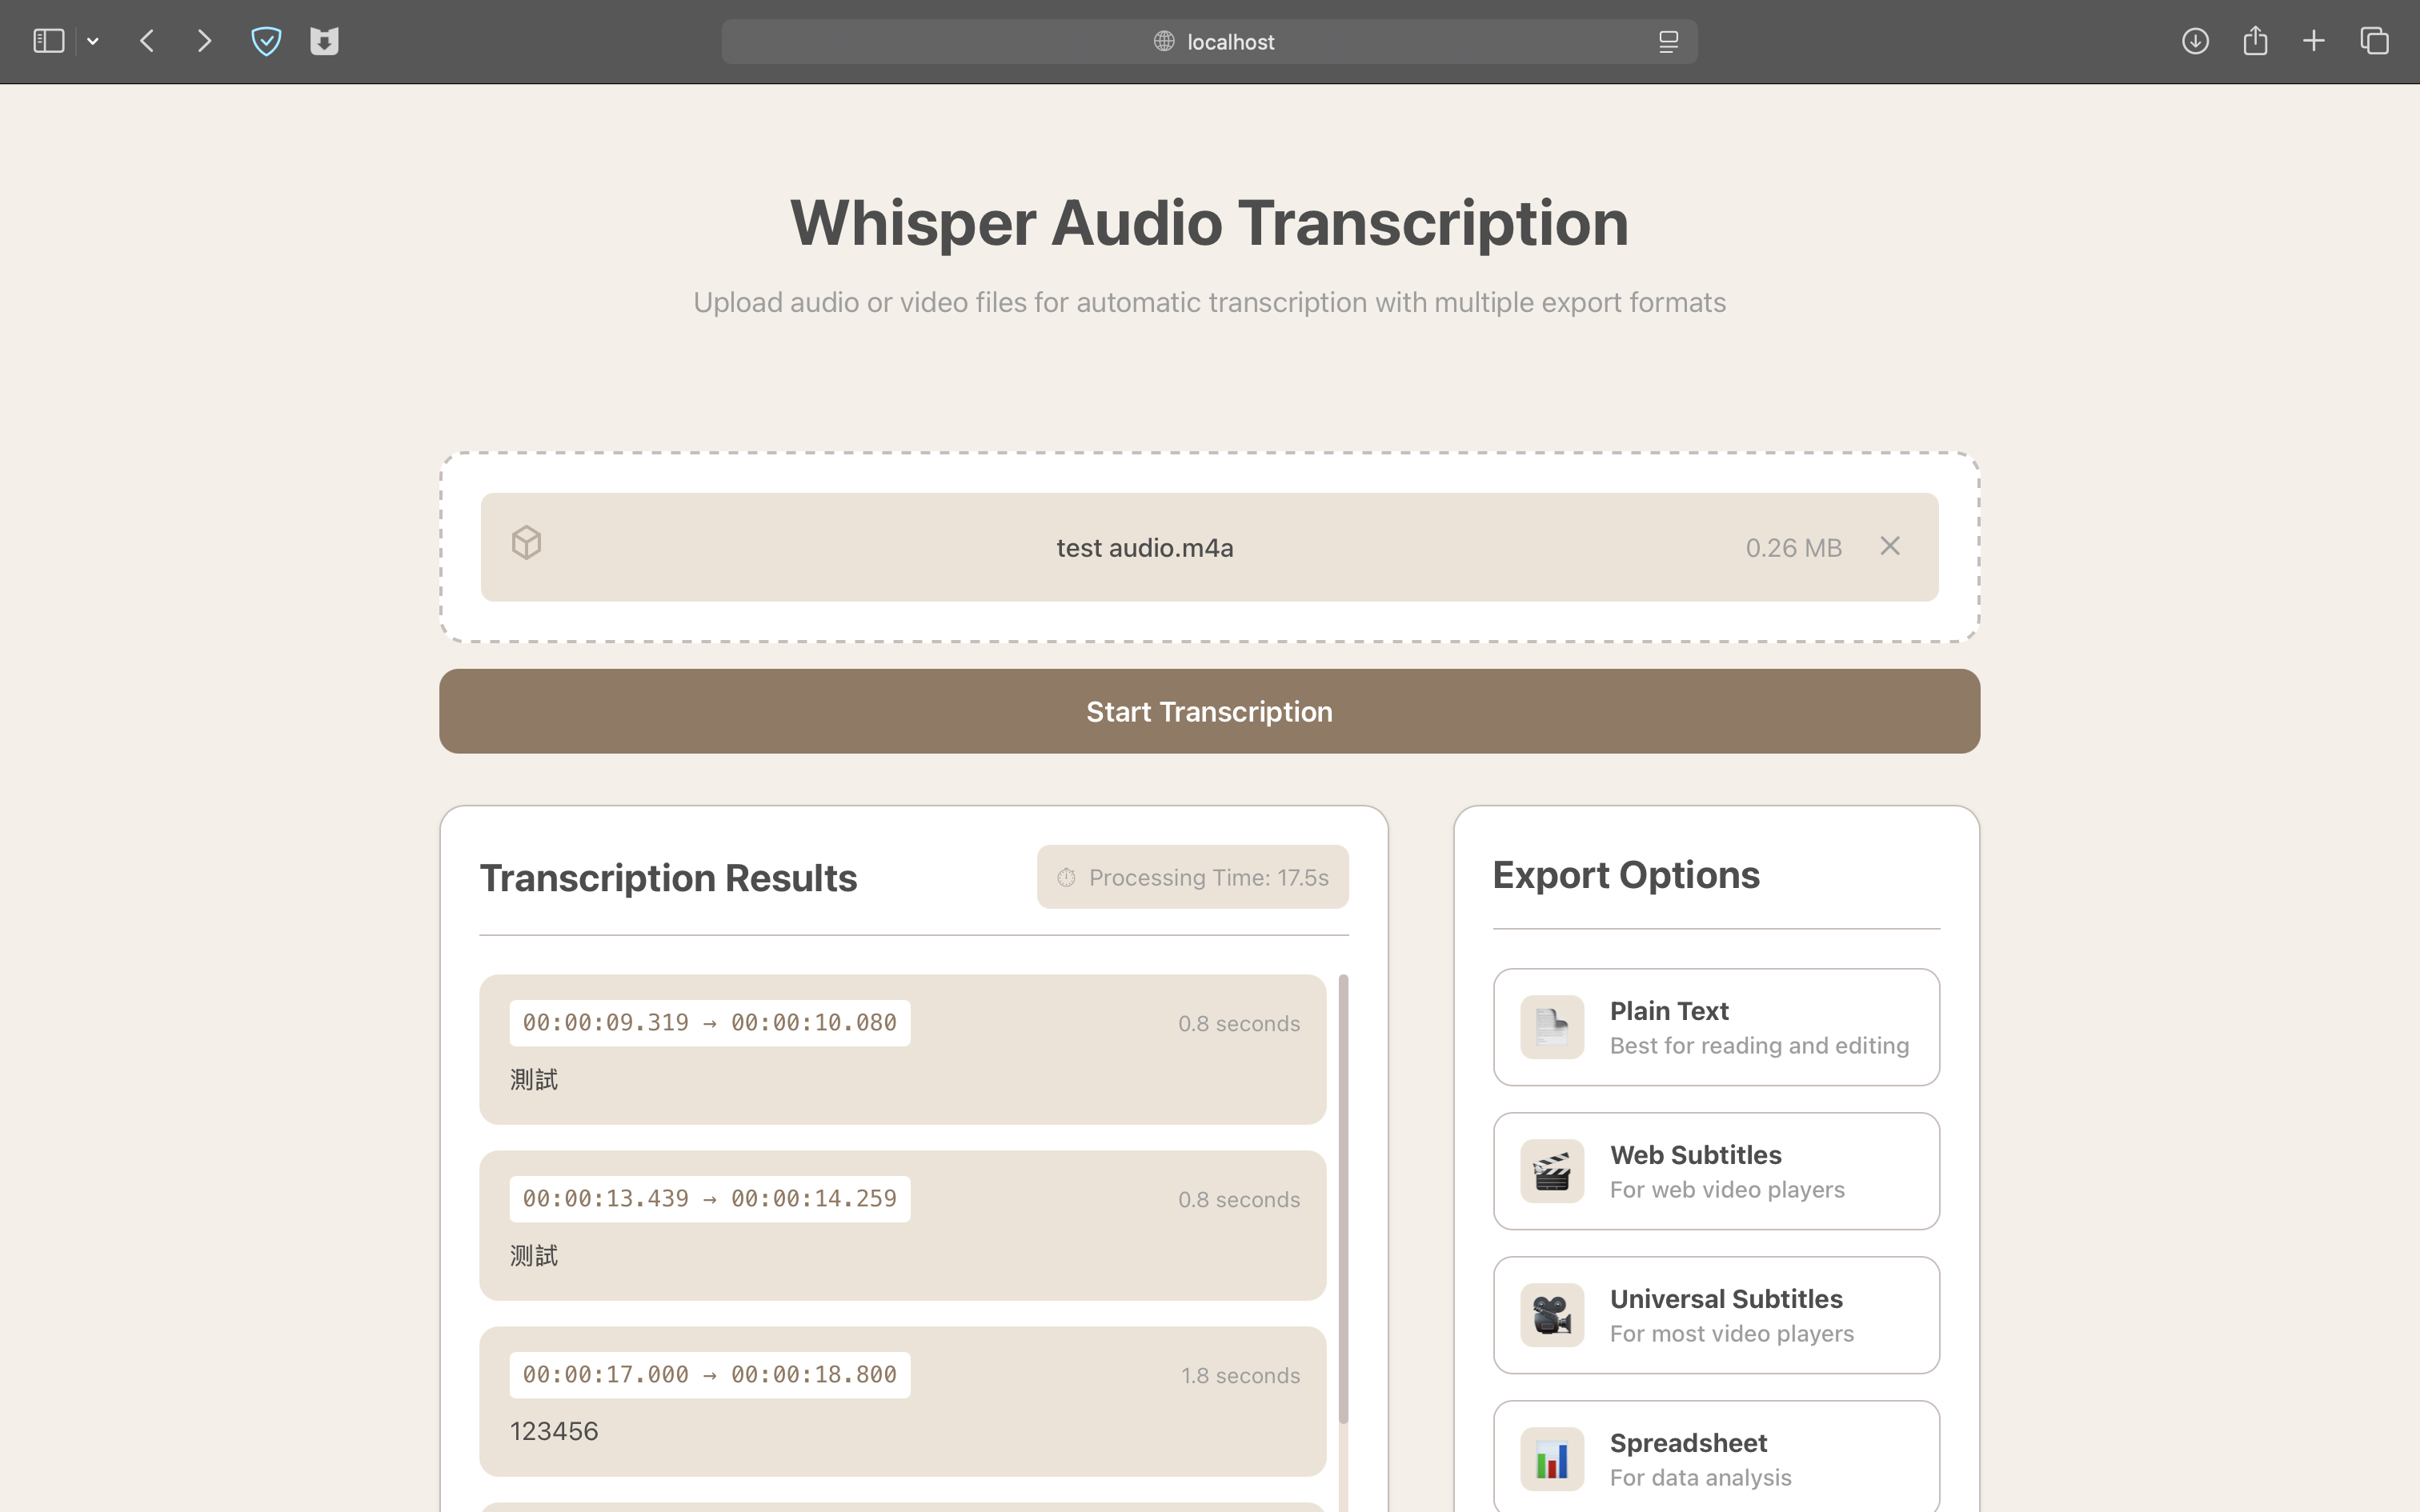 localhost
Whisper Audio Transcription
Upload audio or video files for automatic transcription with multiple export formats
test audio.m4a
0.26 MB
Start Transcription
Transcription Results
Processing Time: 17.5s
00:00:09.319 → 00:00:10.080
0.8 seconds
測試
00:00:13.439 → 00:00:14.259
0.8 seconds
测試
00:00:17.000 → 00:00:18.800
1.8 seconds
123456
Export Options
Plain Text
Best for reading and editing
Web Subtitles
For web video players
Universal Subtitles
For most video players
Spreadsheet
For data analysis